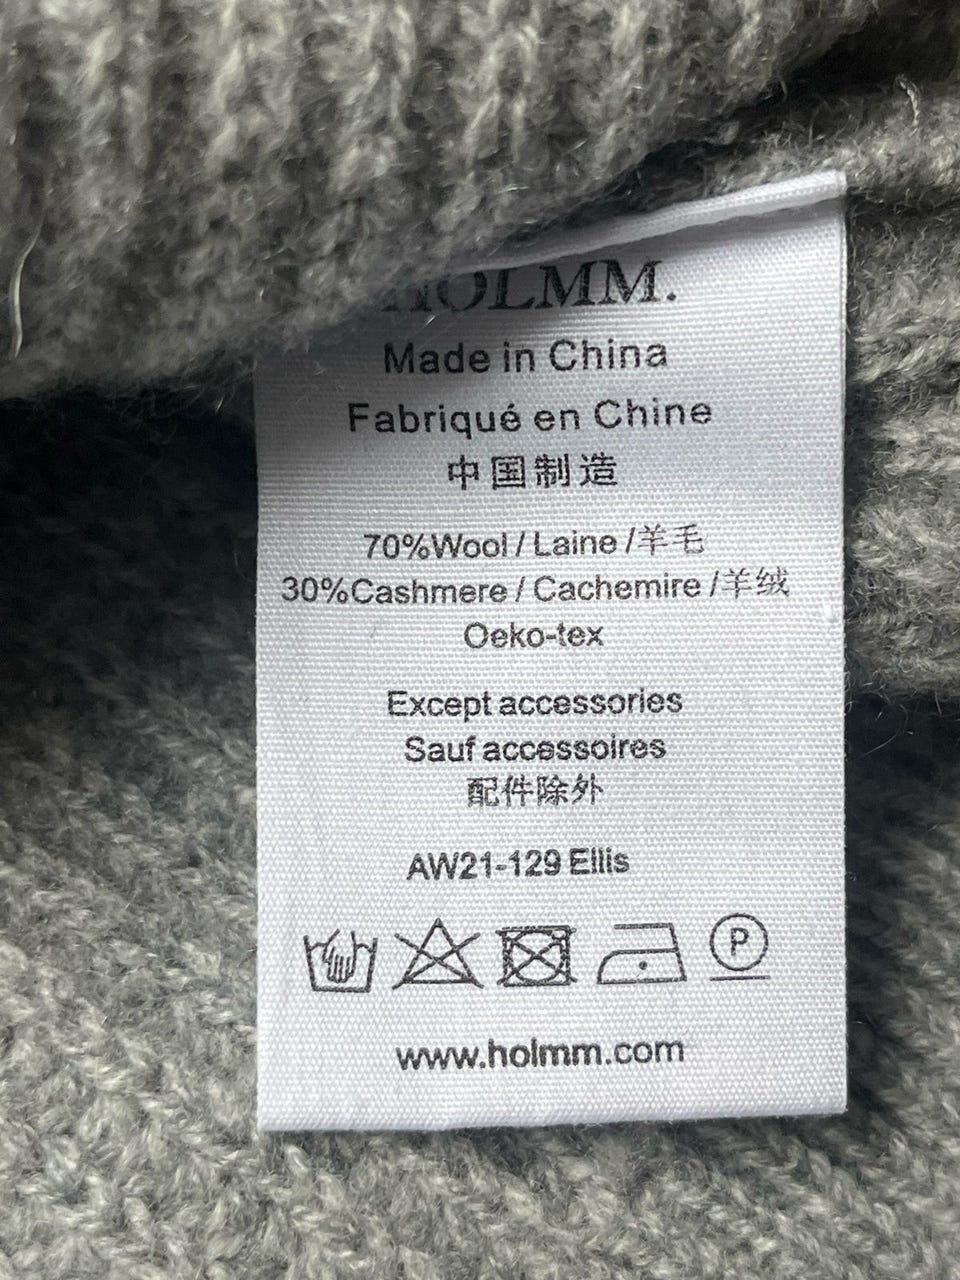 HOLMM.
Made in China
Fabriqué en Chine
中国制造
70%Wool / Laine /羊毛
30%Cashmere / Cachemire /羊绒
Oeko-tex
Except accessories
Sauf accessoires
配件除外
AW21-129 Ellis
P
www.holmm.com